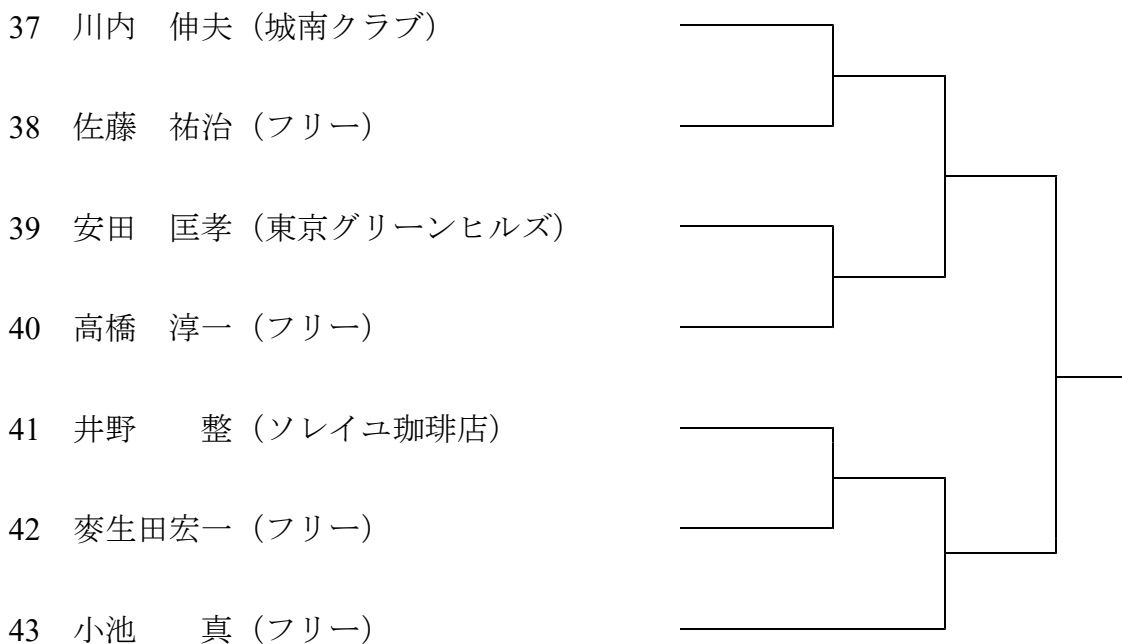 37 川内 伸夫（城南クラブ）
38 佐藤 祐治（フリー）
39 安田 匡孝（東京グリーンヒルズ）
40 高橋 淳一（フリー）
41 井野 整（ソレイユ珈琲店）
42 麥生田宏一（フリー）
43 小池 真（フリー）